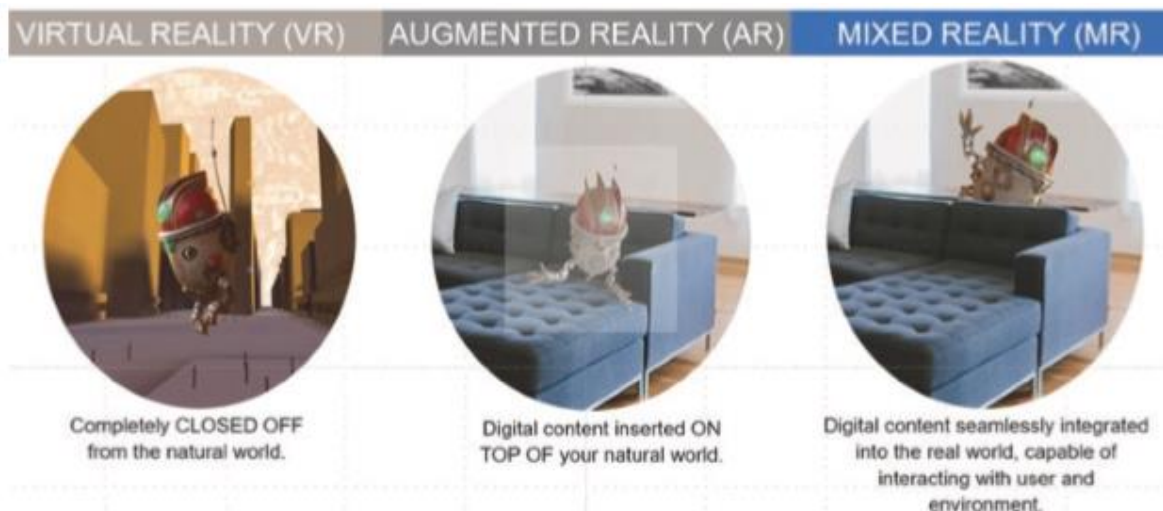 VIRTUAL REALITY (VR)
AUGMENTED REALITY (AR)
MIXED REALITY (MR)
Completely CLOSED OFF
from the natural world.
Digital content inserted ON
TOP OF your natural world.
Digital content seamlessly integrated
into the real world, capable of
interacting with user and
environment.